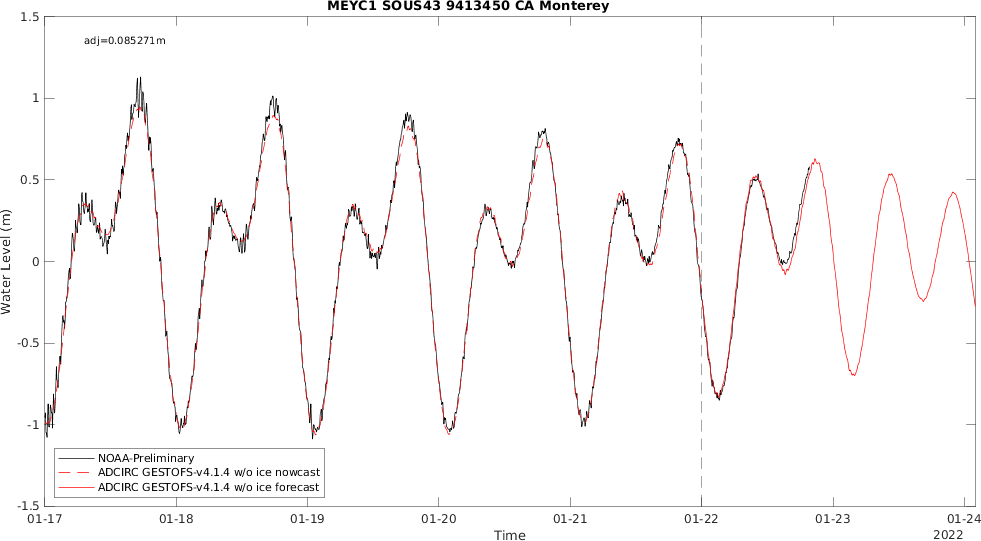 MEYC1 SOUS43 9413450 CA Monterey
adj=0.085271m
Water Level (m)
1.5
1
0.5
0
-0.5
-1
-1.5
NOAA-Preliminary
ADCIRC GESTOFS-v4.1.4 w/o ice nowcast
ADCIRC GESTOFS-v4.1.4 w/o ice forecast
01-17 01-18 01-19 01-20 01-21 01-22 01-23 01-24
Time
2022